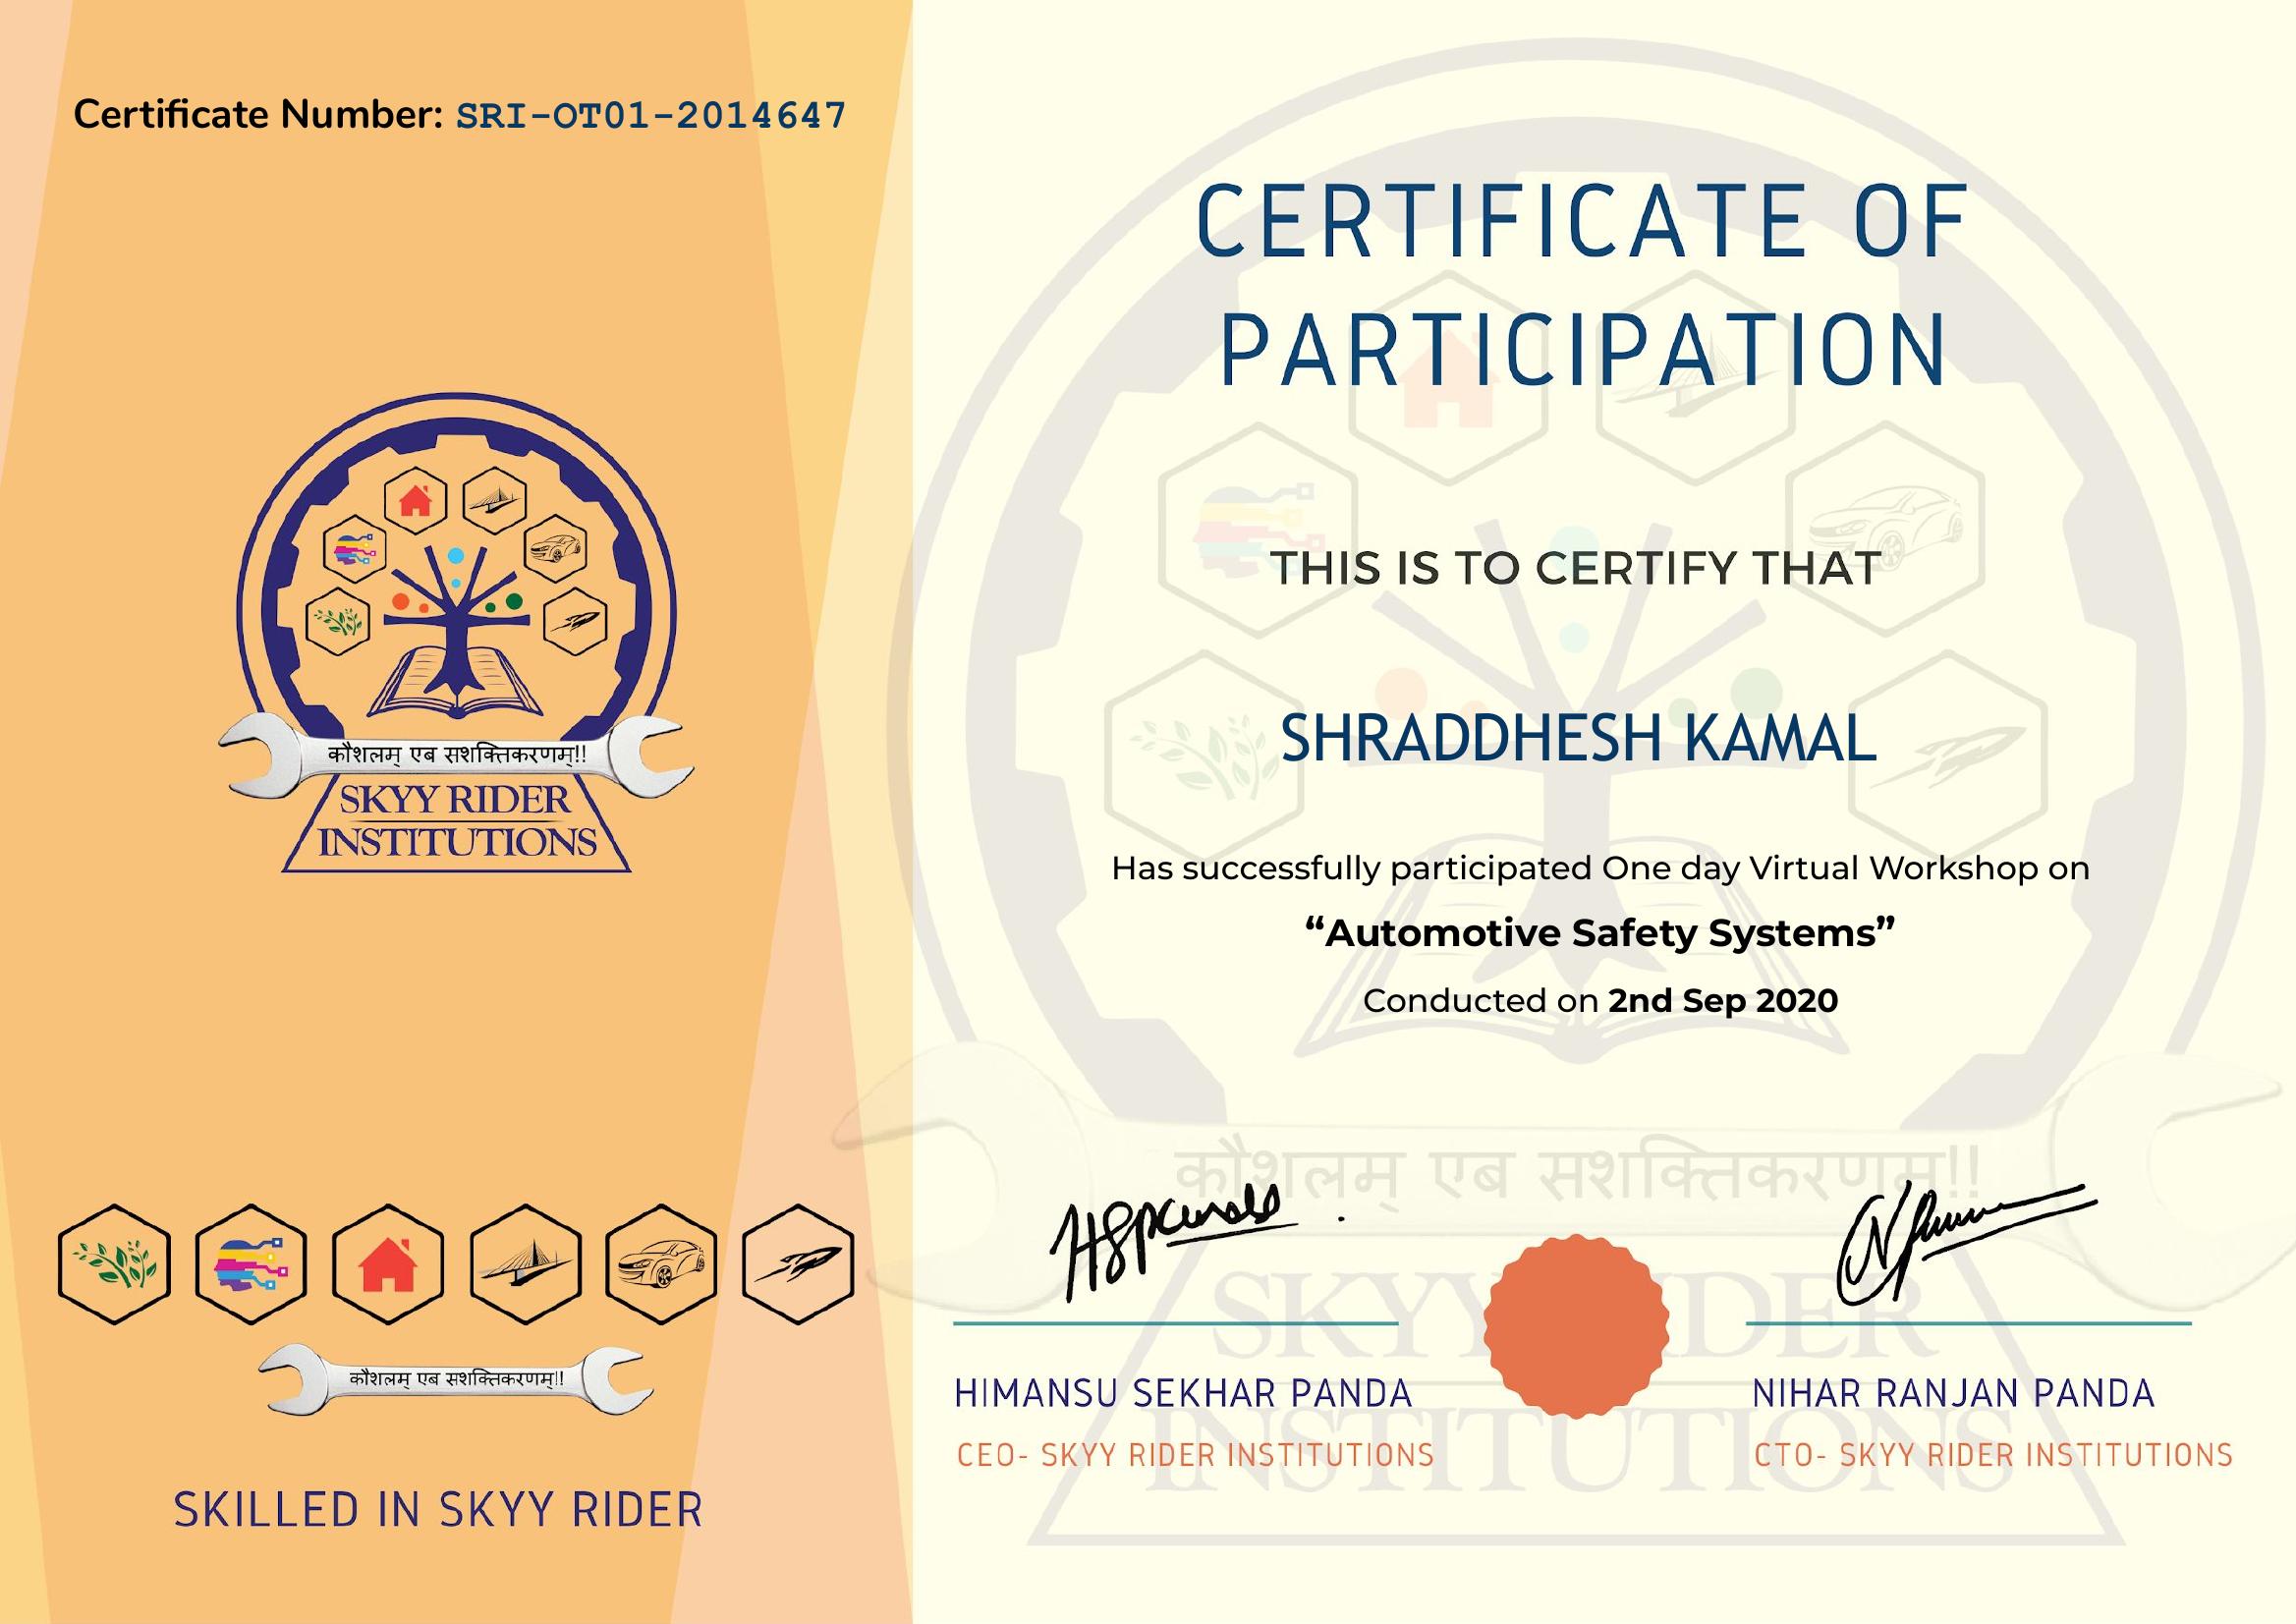 Certificate Number: SRI-OT01-2014647
कौशलम् एब सशक्तिकरणम्!!
SKYY RIDER
INSTITUTIONS
कौशलम् एब सशक्तिकरणम्!!
SKILLED IN SKYY RIDER
CERTIFICATE OF
PARTICIPATION
THIS IS TO CERTIFY THAT
SHRADDHESH KAMAL
Has successfully participated One day Virtual Workshop on
“Automotive Safety Systems”
Conducted on 2nd Sep 2020
कौशलम् एब सशक्तिकरणम्!!
SKYY RIDER
INSTITUTIONS
HIMANSU SEKHAR PANDA
CEO- SKYY RIDER INSTITUTIONS
NIHAR RANJAN PANDA
CTO- SKYY RIDER INSTITUTIONS